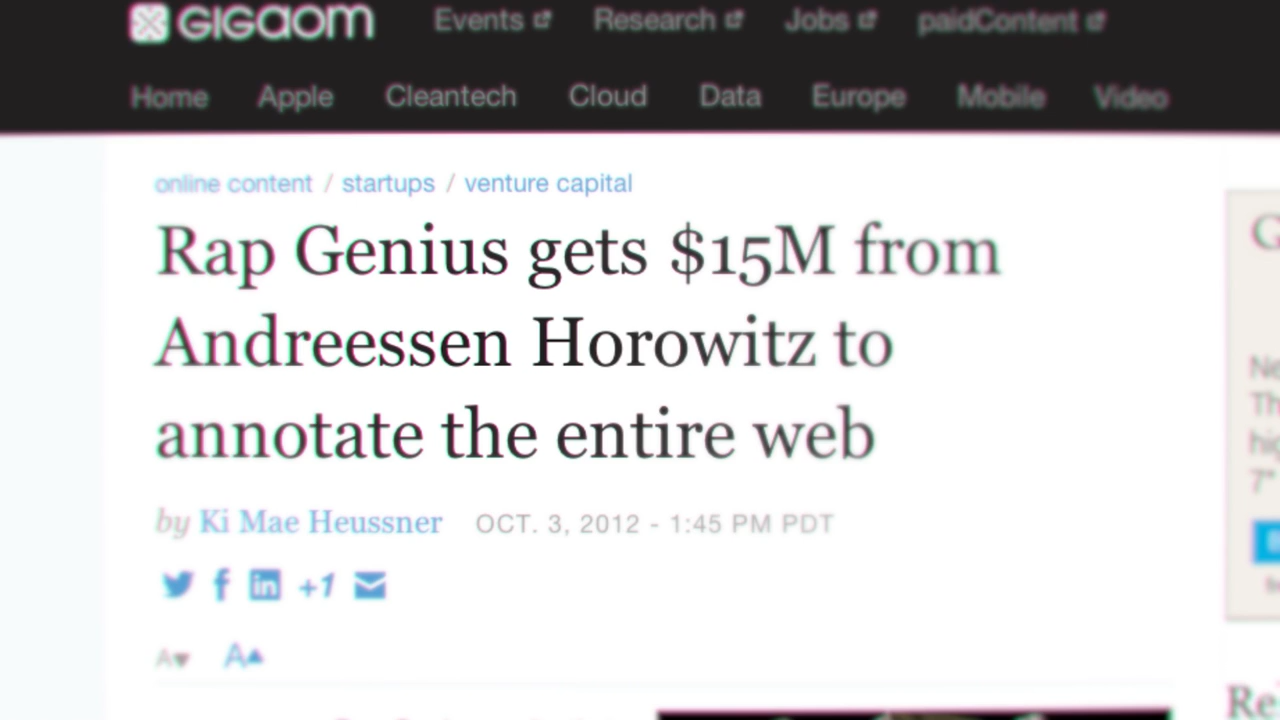 GIGAOM Events Research Jobs paidContent
Home Apple Cleantech Cloud Data Europe Mobile Video
online content / startups / venture capital
Rap Genius gets $15M from
Andreessen Horowitz to
annotate the entire web
by Ki Mae Heussner OCT. 3, 2012 - 1:45 PM PDT
+1
A▾ A▴